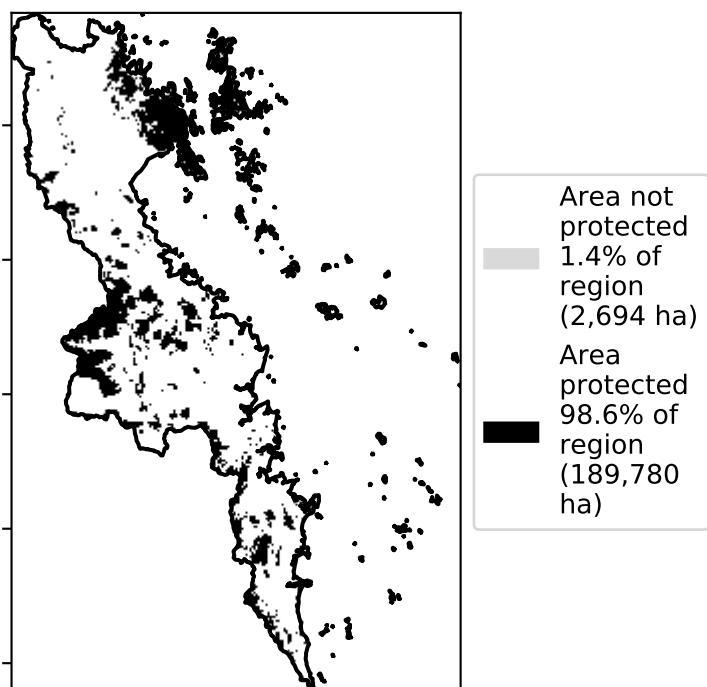 Area not
protected
1.4% of
region
(2,694 ha)
Area
protected
98.6% of
region
(189,780
ha)